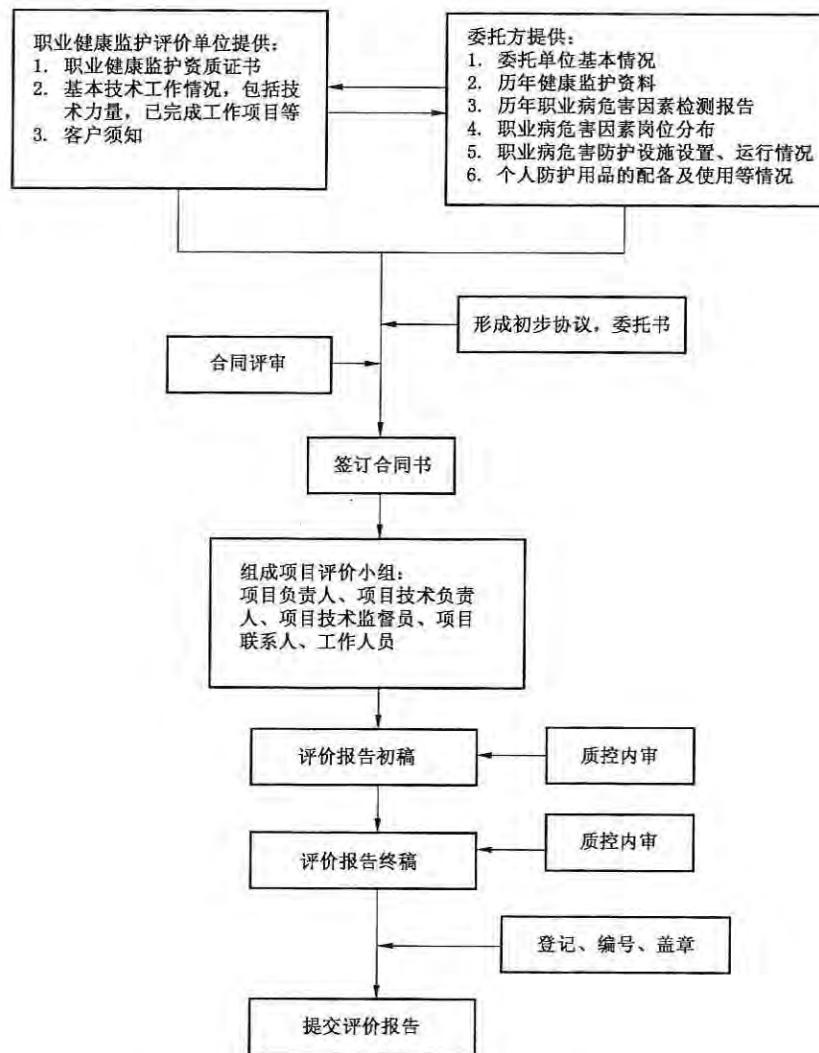 职业健康监护评价单位提供：
1. 职业健康监护资质证书
2. 基本技术工作情况，包括技
术力量，已完成工作项目等
3. 客户须知
委托方提供：
1. 委托单位基本情况
2. 历年健康监护资料
3. 历年职业病危害因素检测报告
4. 职业病危害因素岗位分布
5. 职业病危害防护设施设置、运行情况
6. 个人防护用品的配备及使用等情况
形成初步协议，委托书
合同评审
签订合同书
组成项目评价小组：
项目负责人、项目技术负责
人、项目技术监督员、项目
联系人、工作人员
评价报告初稿
质控内审
评价报告终稿
质控内审
登记、编号、盖章
提交评价报告